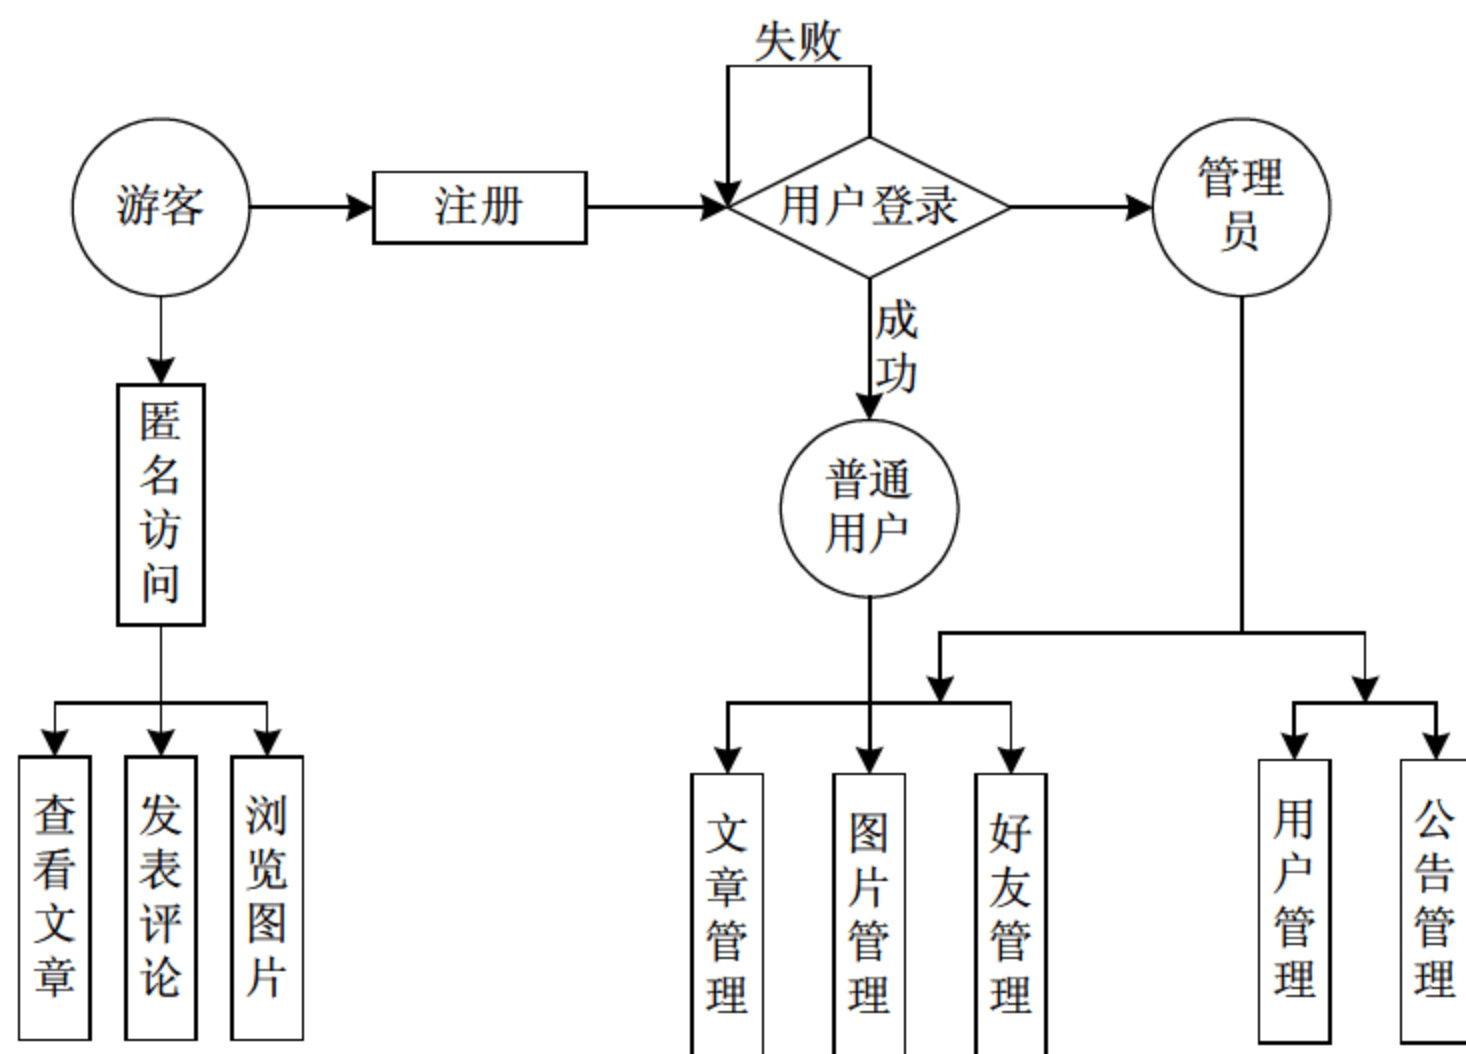 失败
游客
注册
用户登录
管理
员
成
功
匿
名
访
问
普通
用户
查
看
文
章
发
表
评
论
浏
览
图
片
文
章
管
理
图
片
管
理
好
友
管
理
用
户
管
理
公
告
管
理